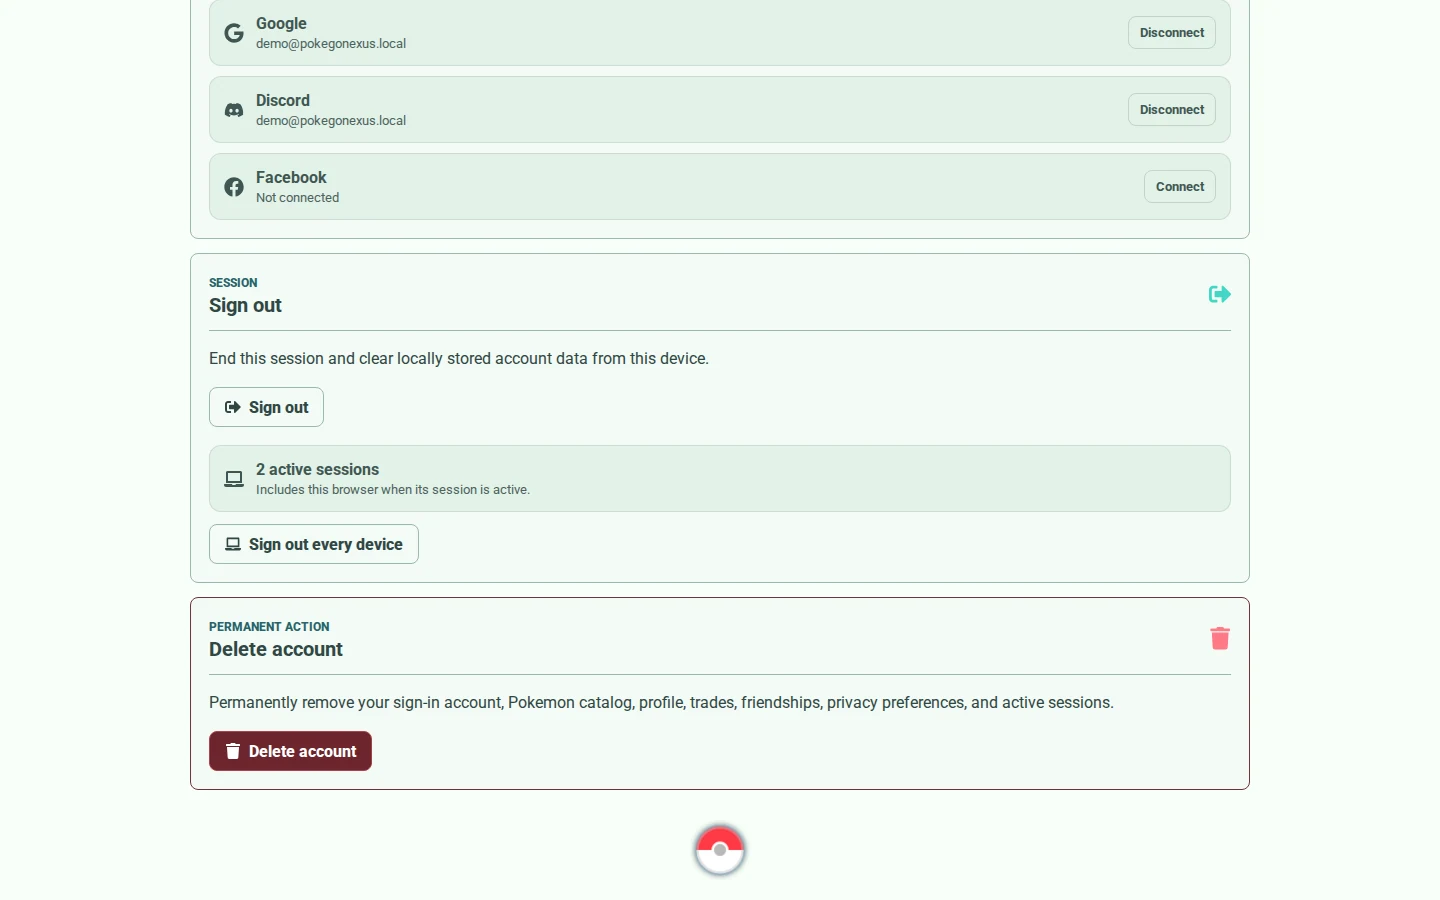 Google
demo@pokegonexus.local
Disconnect
Discord
demo@pokegonexus.local
Disconnect
Facebook
Not connected
Connect
SESSION
Sign out
End this session and clear locally stored account data from this device.
Sign out
2 active sessions
Includes this browser when its session is active.
Sign out every device
PERMANENT ACTION
Delete account
Permanently remove your sign-in account, Pokemon catalog, profile, trades, friendships, privacy preferences, and active sessions.
Delete account